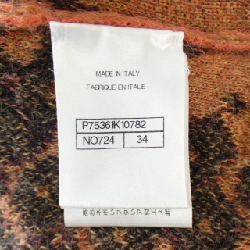 MADE IN ITALY
FABRIQUE EN ITALIE
P75361K10782
NO724 34